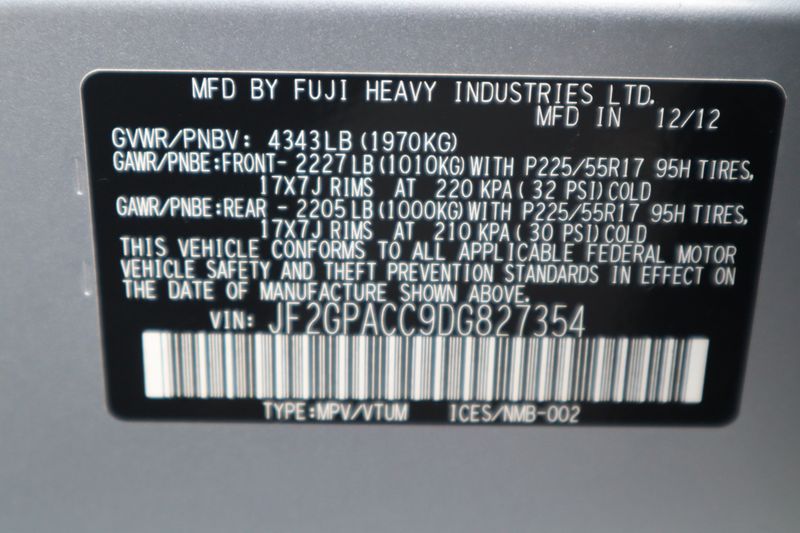 MFD BY FUJI HEAVY INDUSTRIES LTD.
MFD IN 12/12
GVWR/PNBV: 4343LB (1970KG)
GAWR/PNBE:FRONT- 2227LB (1010KG) WITH P225/55R17 95H TIRES,
17X7J RIMS AT 220 KPA ( 32 PSI) COLD
GAWR/PNBE:REAR - 2205LB (1000KG) WITH P225/55R17 95H TIRES,
17X7J RIMS AT 210 KPA ( 30 PSI) COLD
THIS VEHICLE CONFORMS TO ALL APPLICABLE FEDERAL MOTOR
VEHICLE SAFETY AND THEFT PREVENTION STANDARDS IN EFFECT ON
THE DATE OF MANUFACTURE SHOWN ABOVE.
VIN: JF2GPACC9DG827354
TYPE:MPV/VTUM ICES/NMB-002